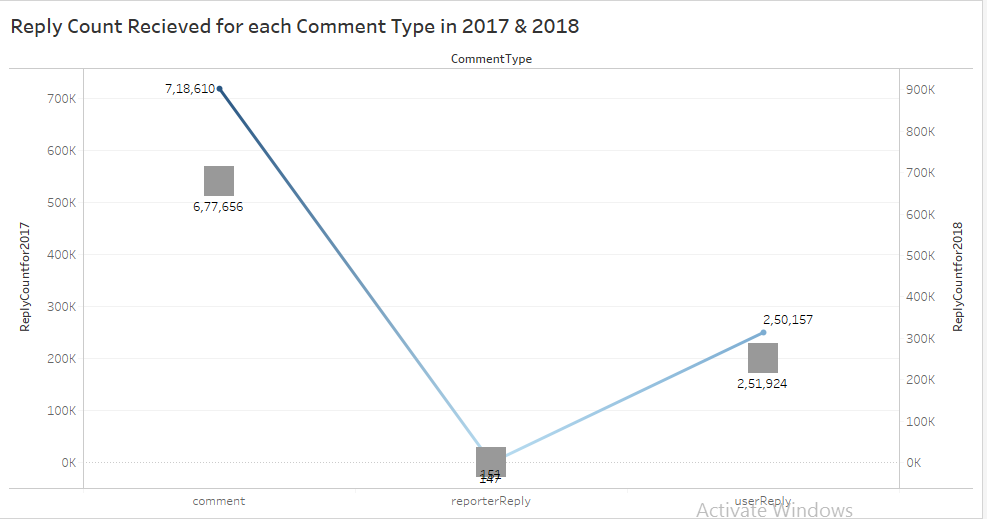 Reply Count Recieved for each Comment Type in 2017 & 2018
CommentType
7,18,610
700K
600K
500K
400K
300K
200K
100K
0K
ReplyCountfor2017
6,77,656
151
147
2,50,157
2,51,924
900K
800K
700K
600K
500K
400K
300K
200K
100K
0K
ReplyCountfor2018
comment
reporterReply
userReply
Activate Windows